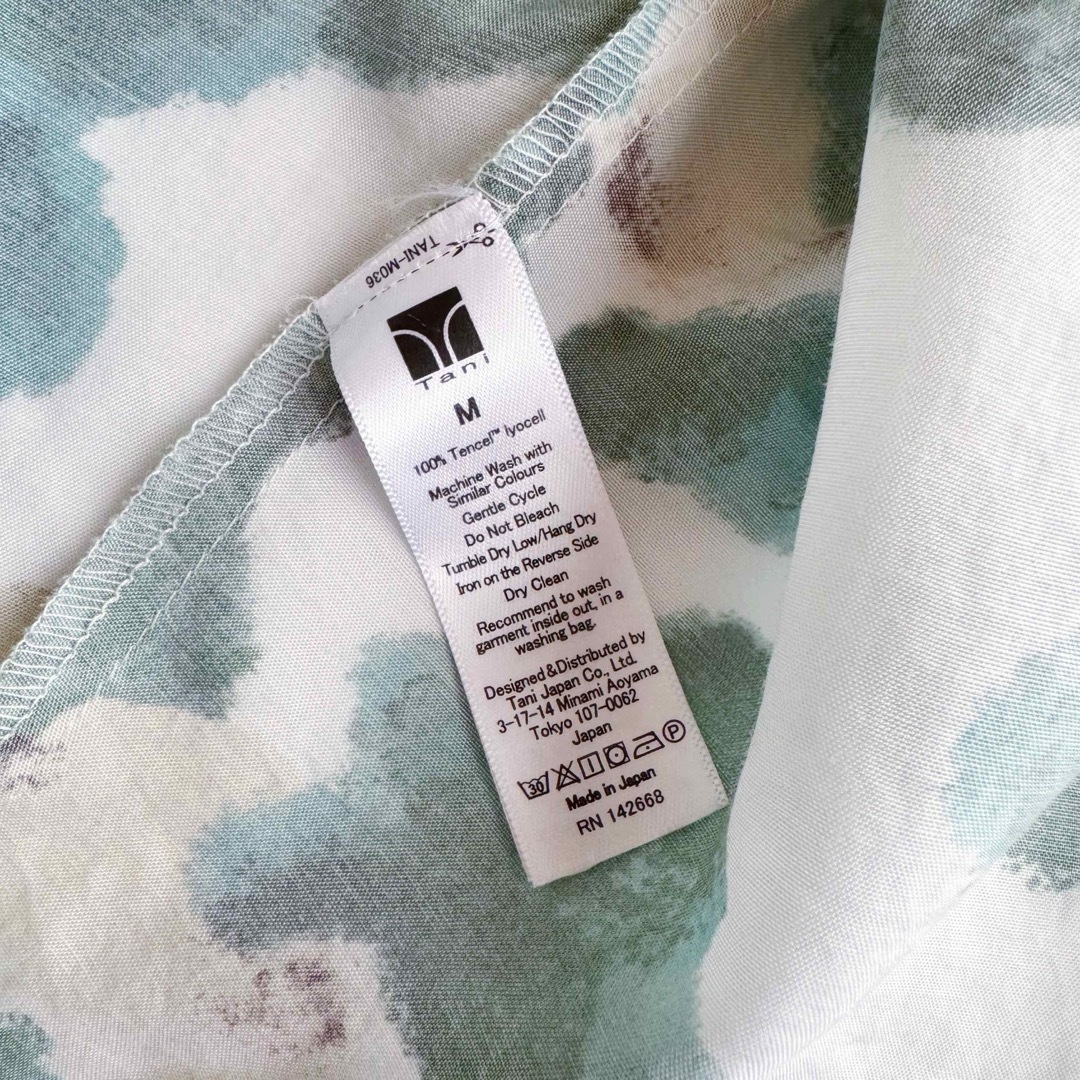 TANI-M036
Tani
M
100% Tencel™ lyocell
Machine Wash with
Similar Colours
Gentle Cycle
Do Not Bleach
Tumble Dry Low/Hang Dry
Iron on the Reverse Side
Dry Clean
Recommend to wash
garment inside out, in a
washing bag.
Designed & Distributed by
Tani Japan Co., Ltd.
3-17-14 Minami Aoyama
Tokyo 107-0062
Japan
30 P
Made in Japan
RN 142668